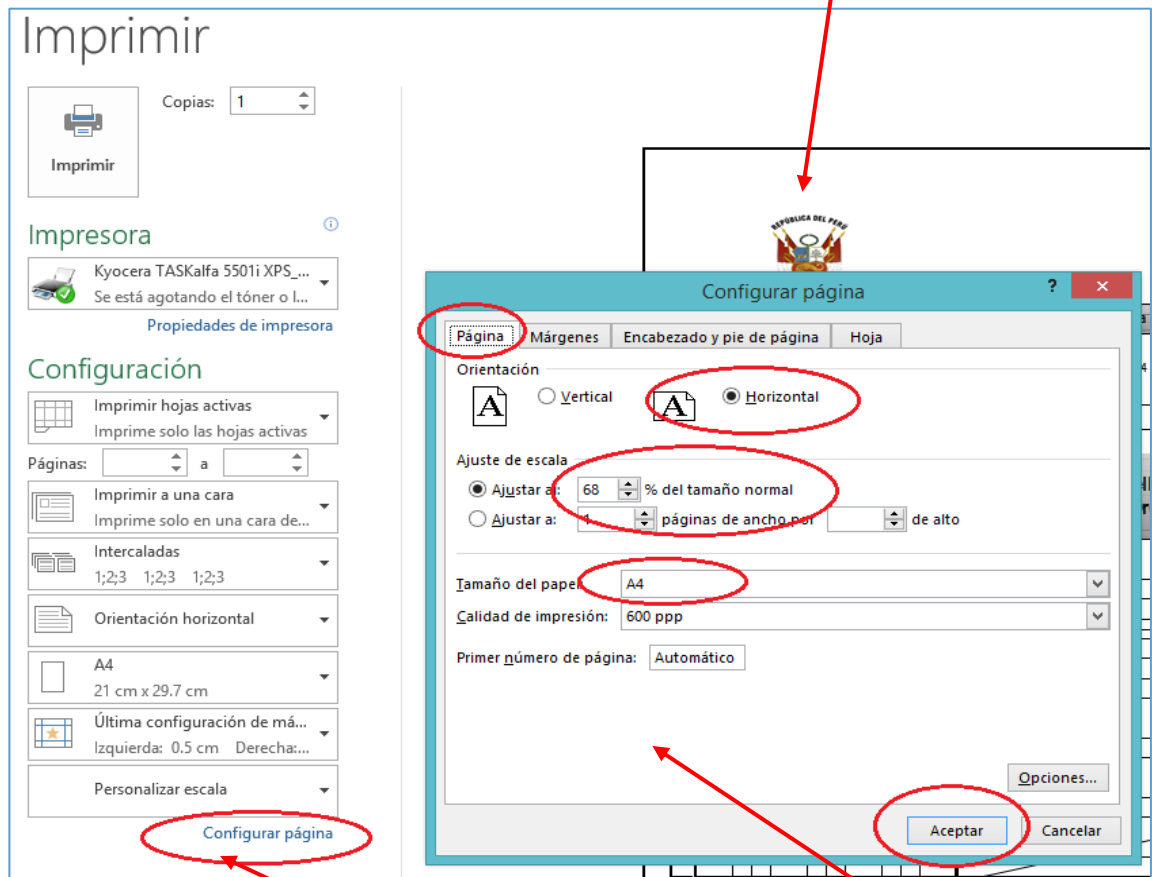 Imprimir
Copias: 1
Imprimir
Impresora
Kyocera TASKalfa 5501i XPS_...
Se está agotando el tóner o l...
Propiedades de impresora
Configuración
Imprimir hojas activas
Imprime solo las hojas activas
Páginas: a
Imprimir a una cara
Imprime solo en una cara de...
Intercaladas
1;2;3 1;2;3 1;2;3
Orientación horizontal
A4
21 cm x 29.7 cm
Última configuración de má...
Izquierda: 0.5 cm Derecha:...
Personalizar escala
Configurar página
REPÚBLICA DEL PERÚ
Configurar página
? ×
Página Márgenes Encabezado y pie de página Hoja
Orientación
A Vertical A Horizontal
Ajuste de escala
Ajustar al: 68 % del tamaño normal
Ajustar a: 1 páginas de ancho por de alto
Tamaño del papel: A4
Calidad de impresión: 600 ppp
Primer número de página: Automático
Opciones...
Aceptar Cancelar